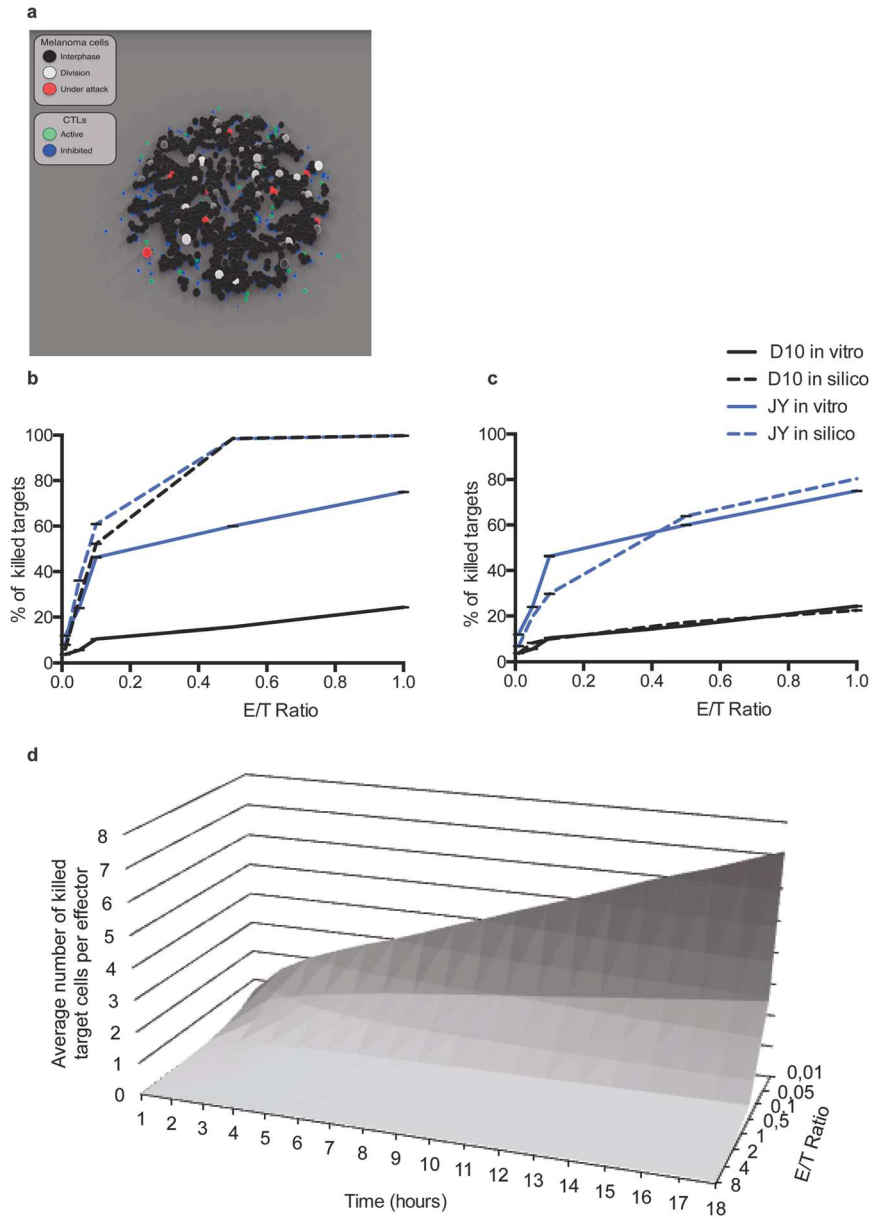 a
Melanoma cells
Interphase
Division
Under attack
CTLs
Active
Inhibited
D10 in vitro
D10 in silico
JY in vitro
JY in silico
b
100
80
60
40
20
0
% of killed targets
0.0
0.2
0.4
0.6
0.8
1.0
E/T Ratio
c
100
80
60
40
20
0
% of killed targets
0.0
0.2
0.4
0.6
0.8
1.0
E/T Ratio
d
8
7
6
5
4
3
2
1
0
Average number of killed
target cells per effector
1
2
3
4
5
6
7
8
9
10
11
12
13
14
15
16
17
18
Time (hours)
0,01
0,05
0,1
0,5
1
2
4
8
E/T Ratio